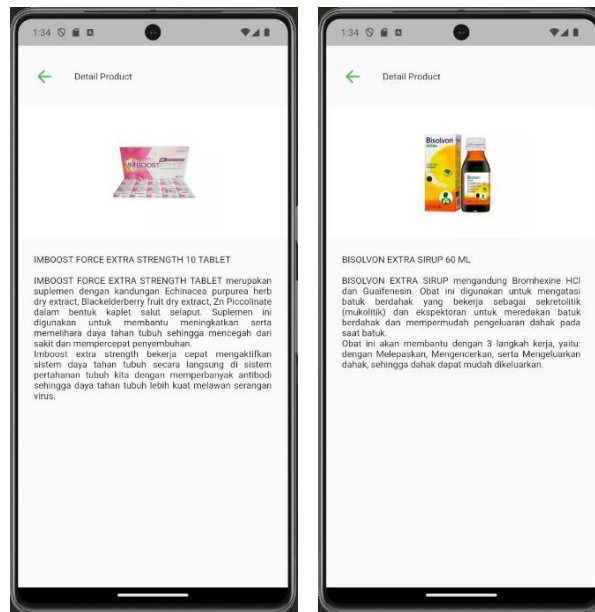 1:34
Detail Product
IMBOOST
IMBOOST FORCE EXTRA STRENGTH 10 TABLET
IMBOOST FORCE EXTRA STRENGTH TABLET merupakan
suplemen dengan kandungan Echinacea purpurea herb
dry extract, Blackelderberry fruit dry extract, Zn Piccolinate
dalam bentuk kaplet salut selaput. Suplemen ini
digunakan untuk membantu meningkatkan serta
memelihara daya tahan tubuh sehingga mencegah dari
sakit dan mempercepat penyembuhan.
Imboost extra strength bekerja cepat mengaktifkan
sistem daya tahan tubuh secara langsung di sistem
pertahanan tubuh kita dengan memperbanyak antibodi
sehingga daya tahan tubuh lebih kuat melawan serangan
virus.
1:34
Detail Product
Bisolvon
EXTRA
Bisolvon
BISOLVON EXTRA SIRUP 60 ML
BISOLVON EXTRA SIRUP mengandung Bromhexine HCl
dan Guaifenesin. Obat ini digunakan untuk mengatasi
batuk berdahak yang bekerja sebagai sekretolitik
(mukolitik) dan ekspektoran untuk meredakan batuk
berdahak dan mempermudah pengeluaran dahak pada
saat batuk.
Obat ini akan membantu dengan 3 langkah kerja, yaitu:
dengan Melepaskan, Mengencerkan, serta Mengeluarkan
dahak, sehingga dahak dapat mudah dikeluarkan.